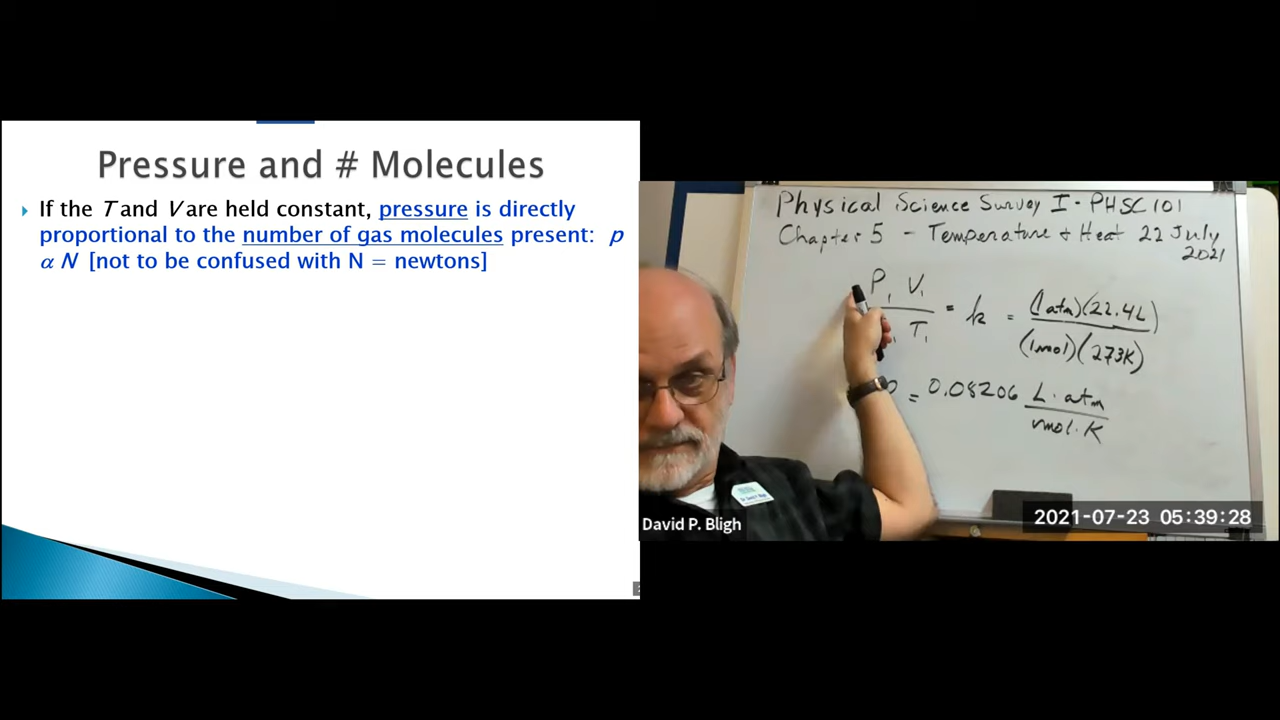 Pressure and # Molecules
If the T and V are held constant, pressure is directly
proportional to the number of gas molecules present: p
α N [not to be confused with N = newtons]
Physical Science Survey I - PHSC 101
Chapter 5 - Temperature & Heat 22 July
2021
P₁ V₁
T₁
= k = (1 atm)(22.4L)
(1mol)(273K)
= 0.08206 L·atm
mol·K
David P. Bligh
2021-07-23 05:39:28